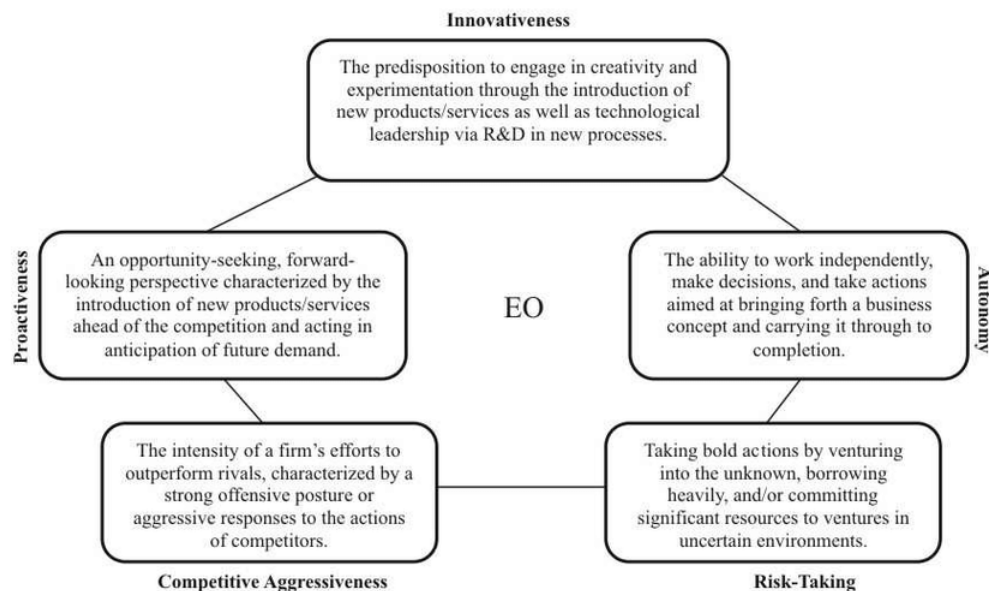 Innovativeness
The predisposition to engage in creativity and
experimentation through the introduction of
new products/services as well as technological
leadership via R&D in new processes.
Proactiveness
An opportunity-seeking, forward-
looking perspective characterized by the
introduction of new products/services
ahead of the competition and acting in
anticipation of future demand.
EO
The ability to work independently,
make decisions, and take actions
aimed at bringing forth a business
concept and carrying it through to
completion.
Autonomy
The intensity of a firm's efforts to
outperform rivals, characterized by a
strong offensive posture or
aggressive responses to the actions
of competitors.
Competitive Aggressiveness
Taking bold actions by venturing
into the unknown, borrowing
heavily, and/or committing
significant resources to ventures in
uncertain environments.
Risk-Taking